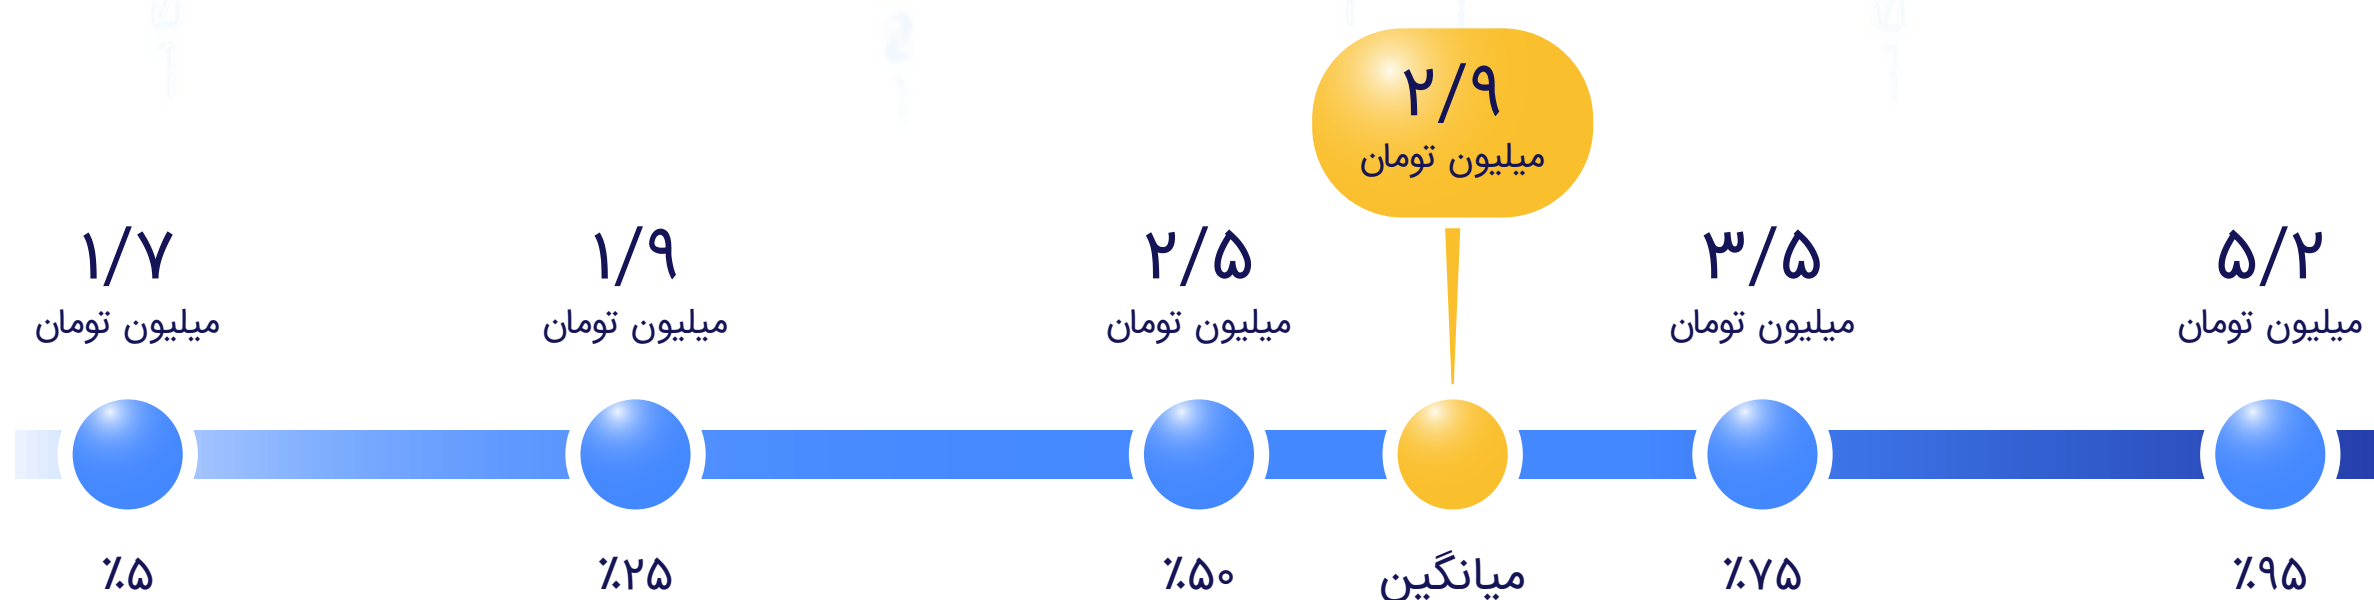 ۲/۹
میلیون تومان
۱/۷
میلیون تومان
۱/۹
میلیون تومان
۲/۵
میلیون تومان
۳/۵
میلیون تومان
۵/۲
میلیون تومان
٪۵
٪۲۵
٪۵۰
میانگین
٪۷۵
٪۹۵